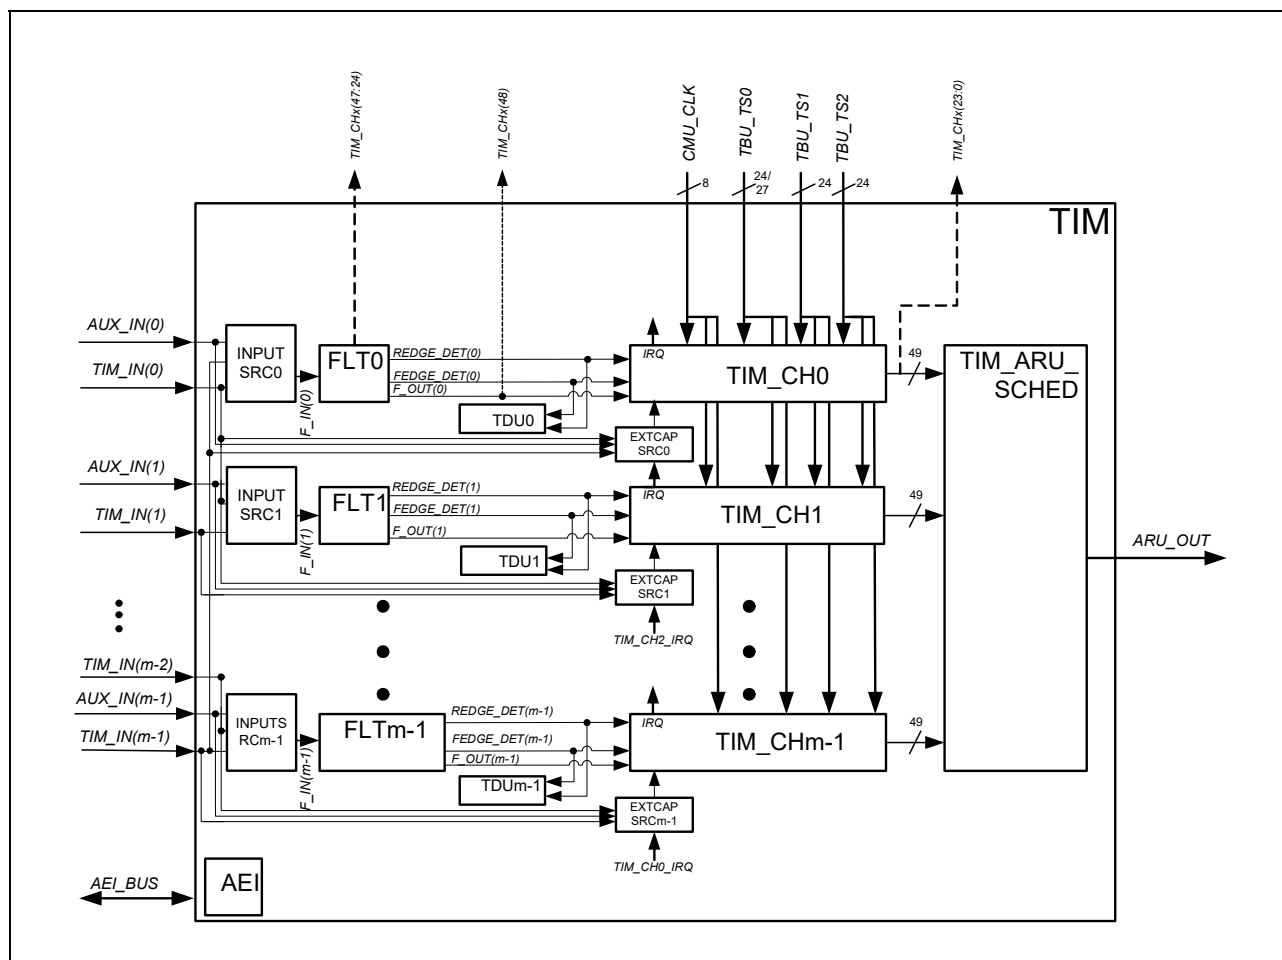 TIM_CHx(47:24)
TIM_CHx(48)
CMU_CLK
TBU_TS0
TBU_TS1
TBU_TS2
TIM_CHx(23:0)
8
24/
27
24
24
TIM
AUX_IN(0)
TIM_IN(0)
INPUT
SRC0
F_IN(0)
FLT0
REDGE_DET(0)
FEDGE_DET(0)
F_OUT(0)
TDU0
IRQ
TIM_CH0
EXTCAP
SRC0
49
TIM_ARU_
SCHED
AUX_IN(1)
TIM_IN(1)
INPUT
SRC1
F_IN(1)
FLT1
REDGE_DET(1)
FEDGE_DET(1)
F_OUT(1)
TDU1
IRQ
TIM_CH1
EXTCAP
SRC1
TIM_CH2_IRQ
49
ARU_OUT
TIM_IN(m-2)
AUX_IN(m-1)
TIM_IN(m-1)
INPUTS
RCm-1
F_IN(m-1)
FLTm-1
REDGE_DET(m-1)
FEDGE_DET(m-1)
F_OUT(m-1)
TDUm-1
IRQ
TIM_CHm-1
EXTCAP
SRCm-1
TIM_CH0_IRQ
49
AEI_BUS
AEI